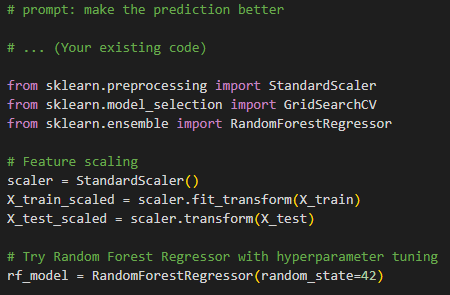 # prompt: make the prediction better
# ... (Your existing code)
from sklearn.preprocessing import StandardScaler
from sklearn.model_selection import GridSearchCV
from sklearn.ensemble import RandomForestRegressor
# Feature scaling
scaler = StandardScaler()
X_train_scaled = scaler.fit_transform(X_train)
X_test_scaled = scaler.transform(X_test)
# Try Random Forest Regressor with hyperparameter tuning
rf_model = RandomForestRegressor(random_state=42)